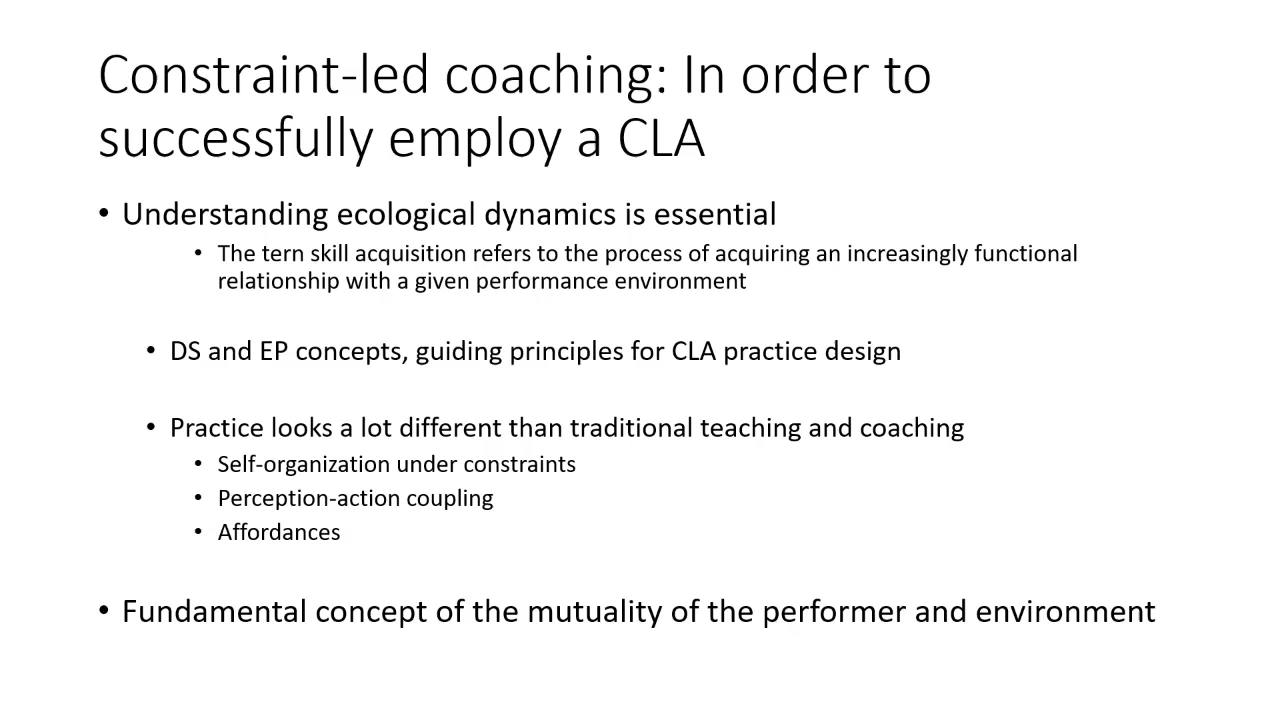 Constraint-led coaching: In order to
successfully employ a CLA
• Understanding ecological dynamics is essential
• The tern skill acquisition refers to the process of acquiring an increasingly functional
relationship with a given performance environment
• DS and EP concepts, guiding principles for CLA practice design
• Practice looks a lot different than traditional teaching and coaching
• Self-organization under constraints
• Perception-action coupling
• Affordances
• Fundamental concept of the mutuality of the performer and environment